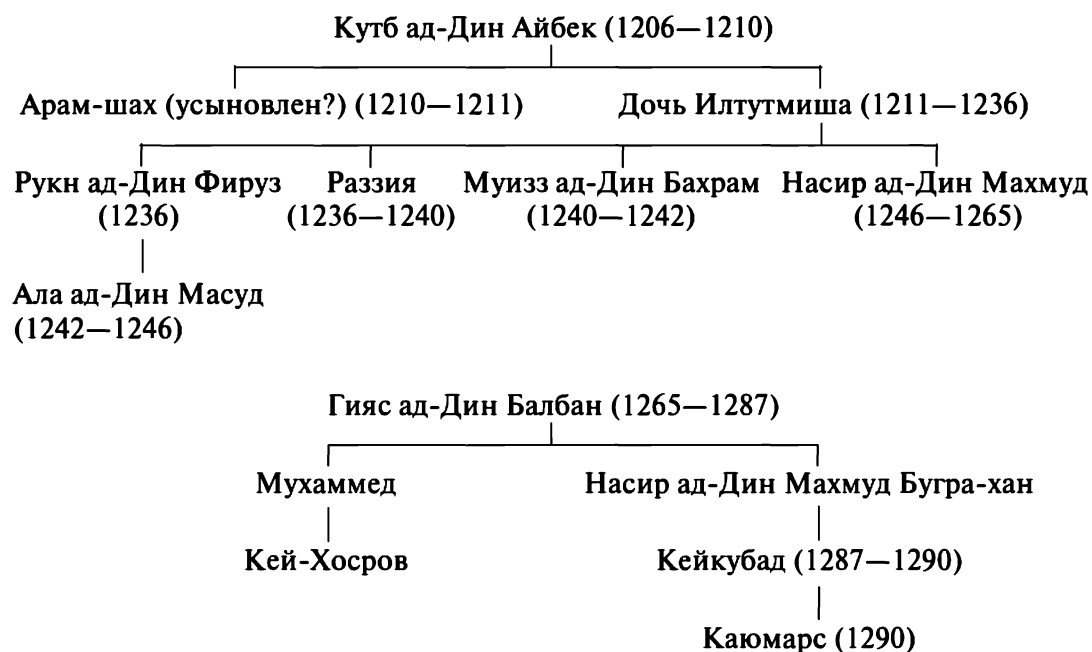 Кутб ад-Дин Айбек (1206—1210)
Арам-шах (усыновлен?) (1210—1211) Дочь Илтутмиша (1211—1236)
Рукн ад-Дин Фируз Раззия Муизз ад-Дин Бахрам Насир ад-Дин Махмуд
(1236) (1236—1240) (1240—1242) (1246—1265)
Ала ад-Дин Масуд
(1242—1246)
Гияс ад-Дин Балбан (1265—1287)
Мухаммед Насир ад-Дин Махмуд Бугра-хан
Кей-Хосров Кейкубад (1287—1290)
Каюмарс (1290)